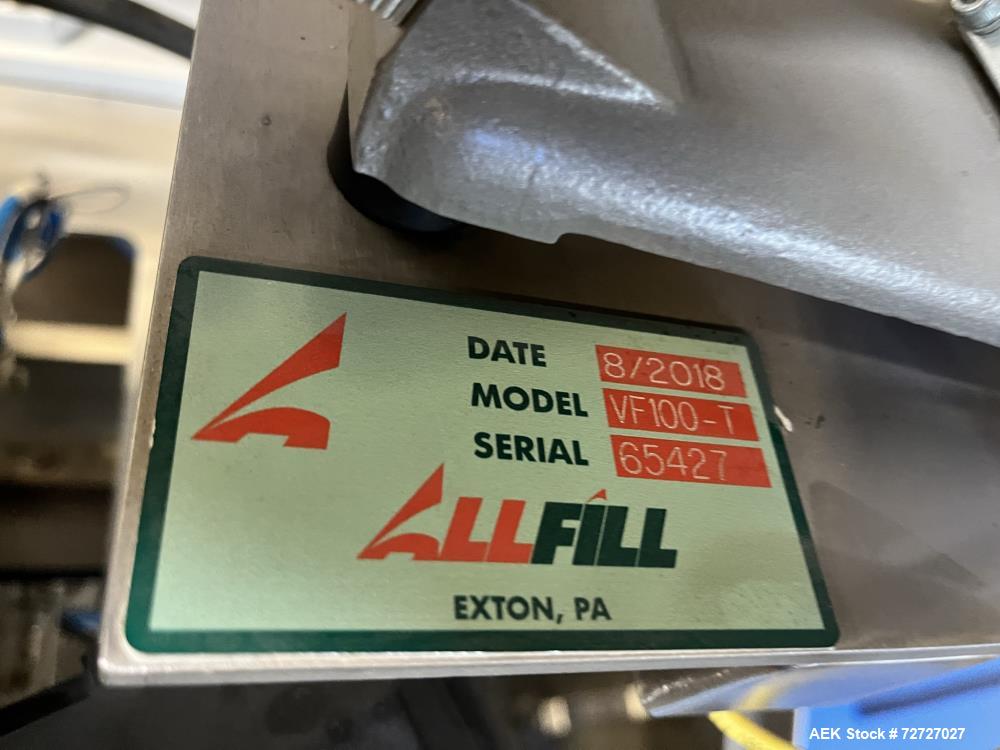 DATE 8/2018
MODEL VF100-T
SERIAL 65427
ALLFILL
EXTON, PA
AEK Stock # 72727027